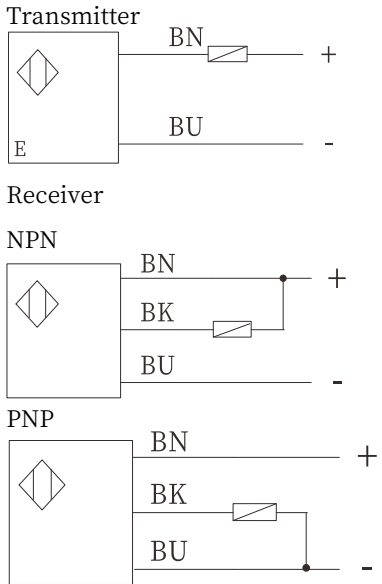 Transmitter
BN +
BU -
E
Receiver
NPN
BN +
BK
BU -
PNP
BN +
BK
BU -